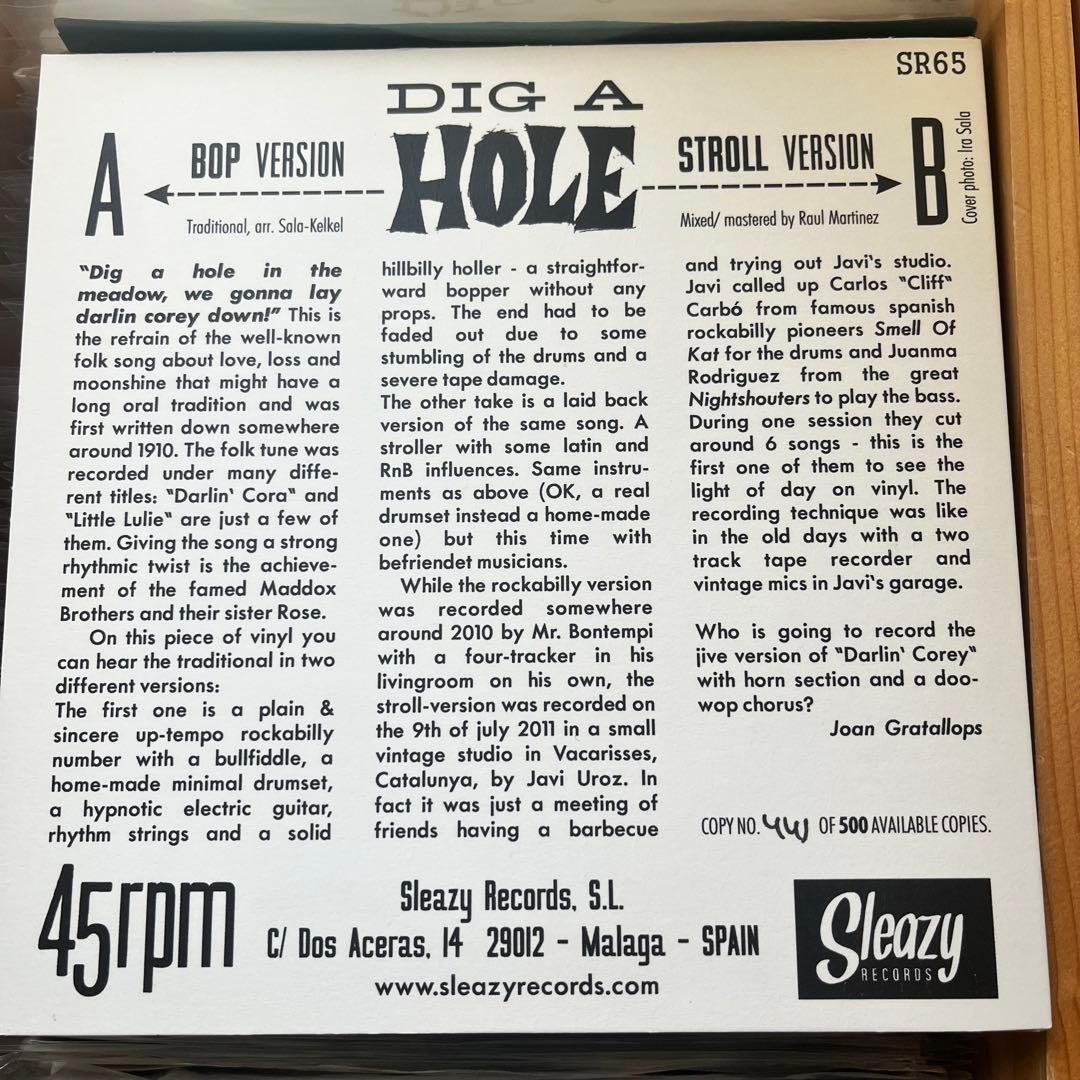 SR65
DIG A
HOLE
A
BOP VERSION
Traditional, arr. Sala-Kelkel
STROLL VERSION
Mixed/ mastered by Raul Martinez
B
Cover photo: Ira Sala
"Dig a hole in the
meadow, we gonna lay
darlin corey down!" This is
the refrain of the well-known
folk song about love, loss and
moonshine that might have a
long oral tradition and was
first written down somewhere
around 1910. The folk tune was
recorded under many diffe-
rent titles: "Darlin' Cora" and
"Little Lulie" are just a few of
them. Giving the song a strong
rhythmic twist is the achieve-
ment of the famed Maddox
Brothers and their sister Rose.
On this piece of vinyl you
can hear the traditional in two
different versions:
The first one is a plain &
sincere up-tempo rockabilly
number with a bullfiddle, a
home-made minimal drumset,
a hypnotic electric guitar,
rhythm strings and a solid
hillbilly holler - a straightfor-
ward bopper without any
props. The end had to be
faded out due to some
stumbling of the drums and a
severe tape damage.
The other take is a laid back
version of the same song. A
stroller with some latin and
RnB influences. Same instru-
ments as above (OK, a real
drumset instead a home-made
one) but this time with
befriendet musicians.
While the rockabilly version
was recorded somewhere
around 2010 by Mr. Bontempi
with a four-tracker in his
livingroom on his own, the
stroll-version was recorded on
the 9th of july 2011 in a small
vintage studio in Vacarisses,
Catalunya, by Javi Uroz. In
fact it was just a meeting of
friends having a barbecue
and trying out Javi's studio.
Javi called up Carlos "Cliff"
Carbó from famous spanish
rockabilly pioneers Smell Of
Kat for the drums and Juanma
Rodriguez from the great
Nightshouters to play the bass.
During one session they cut
around 6 songs - this is the
first one of them to see the
light of day on vinyl. The
recording technique was like
in the old days with a two
track tape recorder and
vintage mics in Javi's garage.
Who is going to record the
jive version of "Darlin' Corey"
with horn section and a doo-
wop chorus?
Joan Gratallops
COPY NO. OF 500 AVAILABLE COPIES.
45rpm
Sleazy Records, S.L.
C/ Dos Aceras, 14 29012 - Malaga - SPAIN
www.sleazyrecords.com
Sleazy
RECORDS